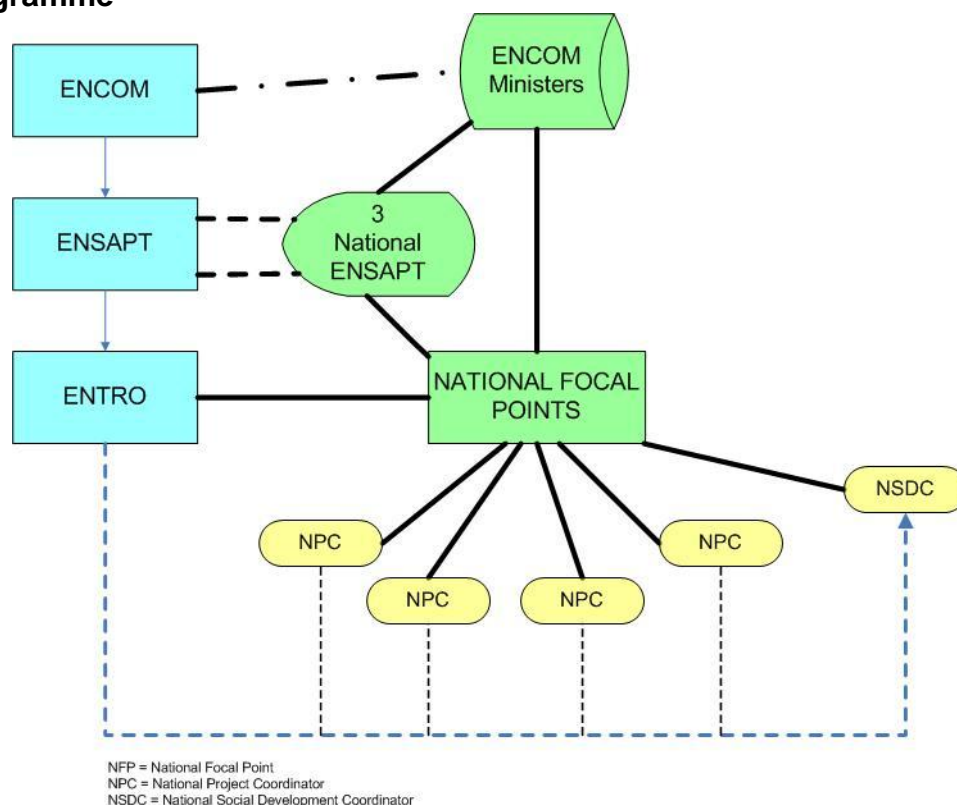 gramme
ENCOM
ENCOM
Ministers
ENSAPT
3
National
ENSAPT
ENTRO
NATIONAL FOCAL
POINTS
NSDC
NPC
NPC
NPC
NPC
NFP = National Focal Point
NPC = National Project Coordinator
NSDC = National Social Development Coordinator